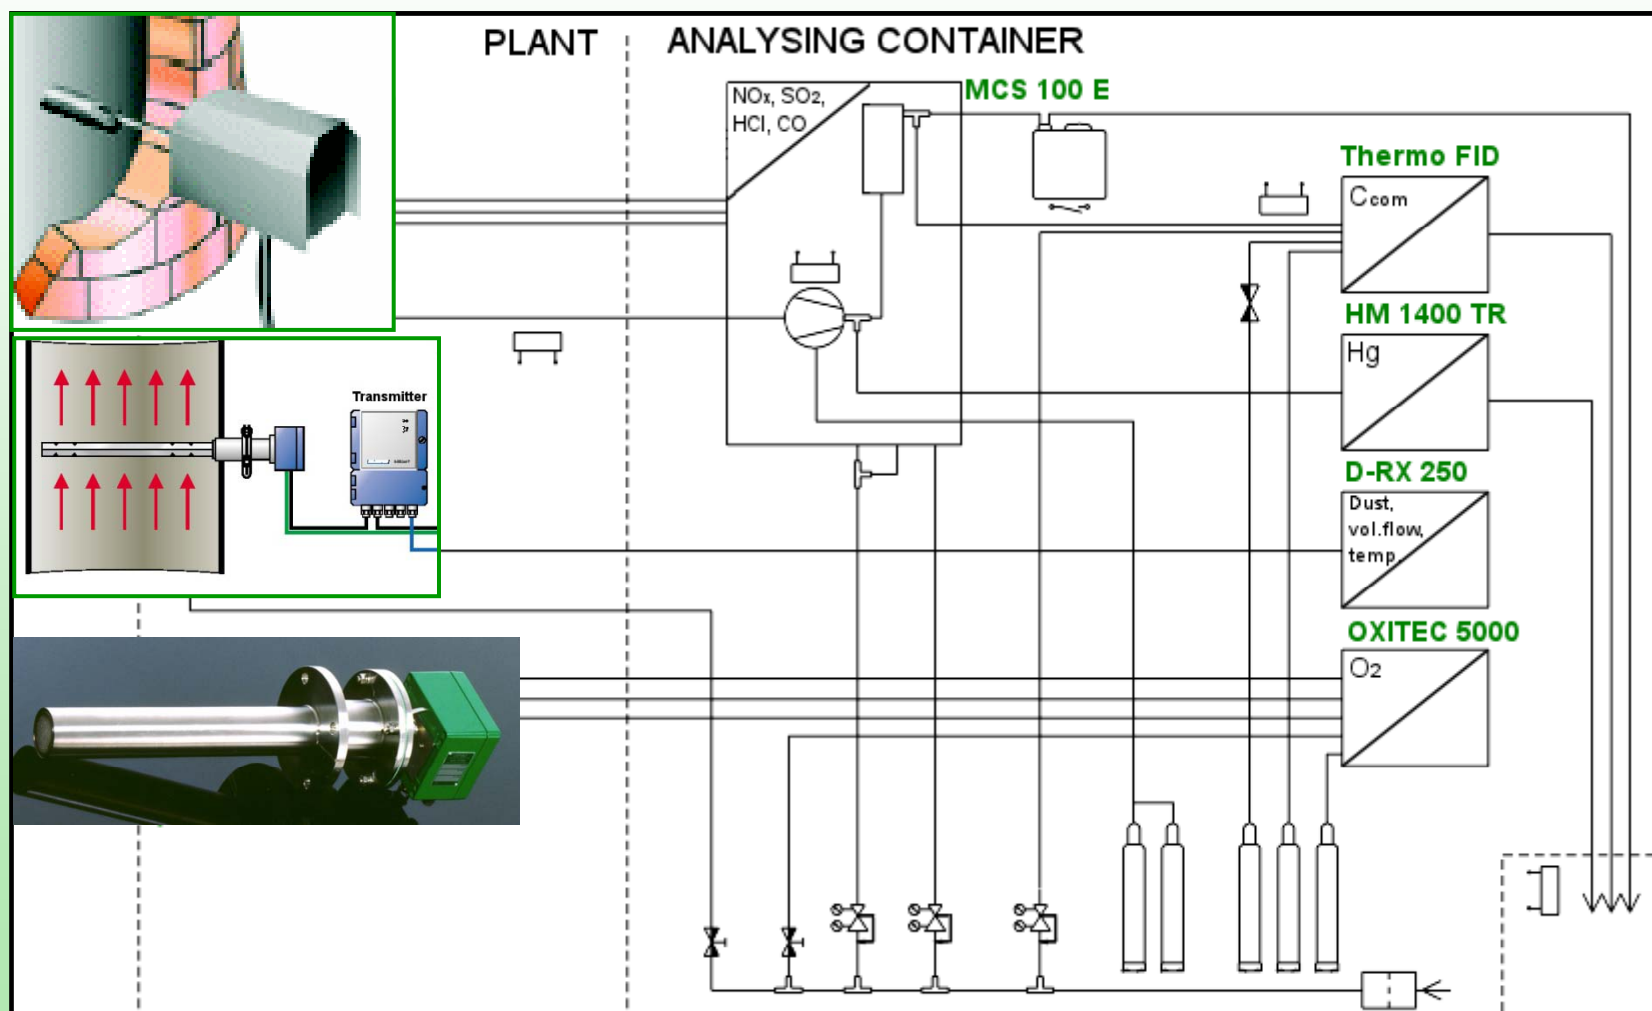 PLANT
ANALYSING CONTAINER
MCS 100 E
NOx, SO2,
HCl, CO
Thermo FID
Ccom
HM 1400 TR
Hg
Transmitter
D-RX 250
Dust,
vol.flow,
temp.
OXITEC 5000
O2